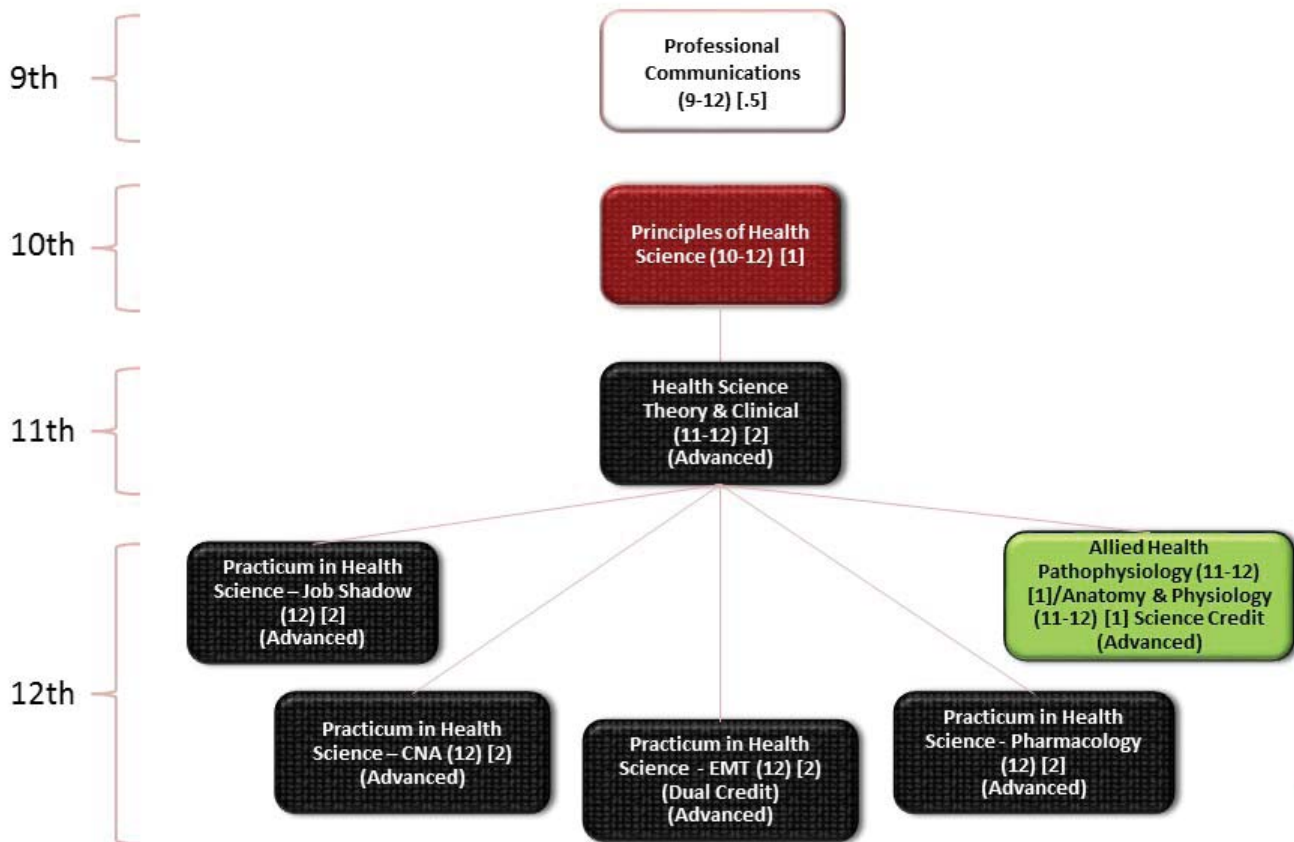 9th
Professional
Communications
(9-12) [.5]
10th
Principles of Health
Science (10-12) [1]
11th
Health Science
Theory & Clinical
(11-12) [2]
(Advanced)
12th
Practicum in Health
Science – Job Shadow
(12) [2]
(Advanced)
Allied Health
Pathophysiology (11-12)
[1]/Anatomy & Physiology
(11-12) [1] Science Credit
(Advanced)
Practicum in Health
Science – CNA (12) [2)
(Advanced)
Practicum in Health
Science - EMT (12) [2)
(Dual Credit)
(Advanced)
Practicum in Health
Science - Pharmacology
(12) [2]
(Advanced)